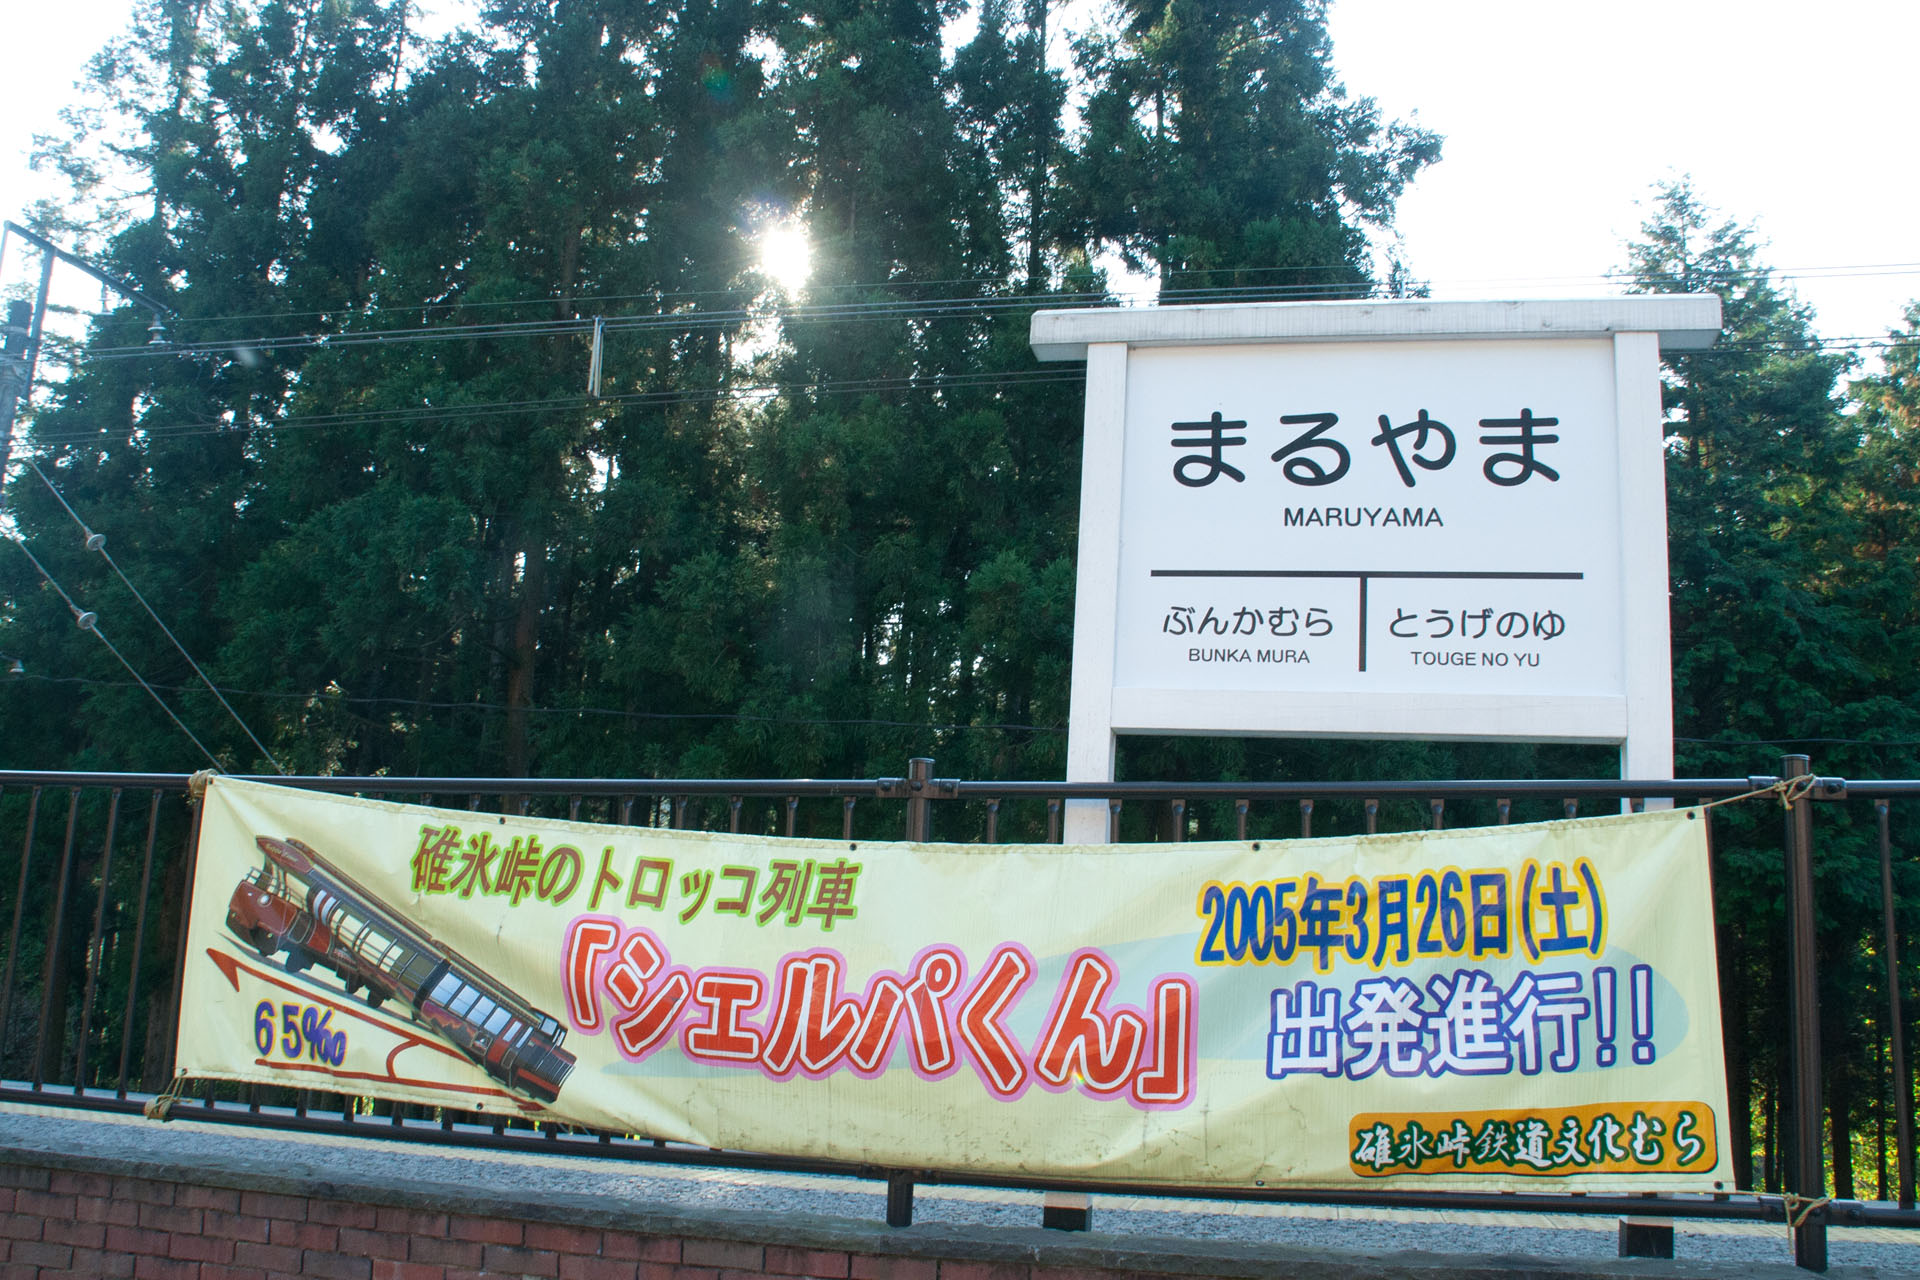 まるやま
MARUYAMA
ぶんかむら
BUNKA MURA
とうげのゆ
TOUGE NO YU
碓氷峠のトロッコ列車
「シェルパくん」
2005年3月26日(土)
出発進行!!
65‰
碓氷峠鉄道文化むら